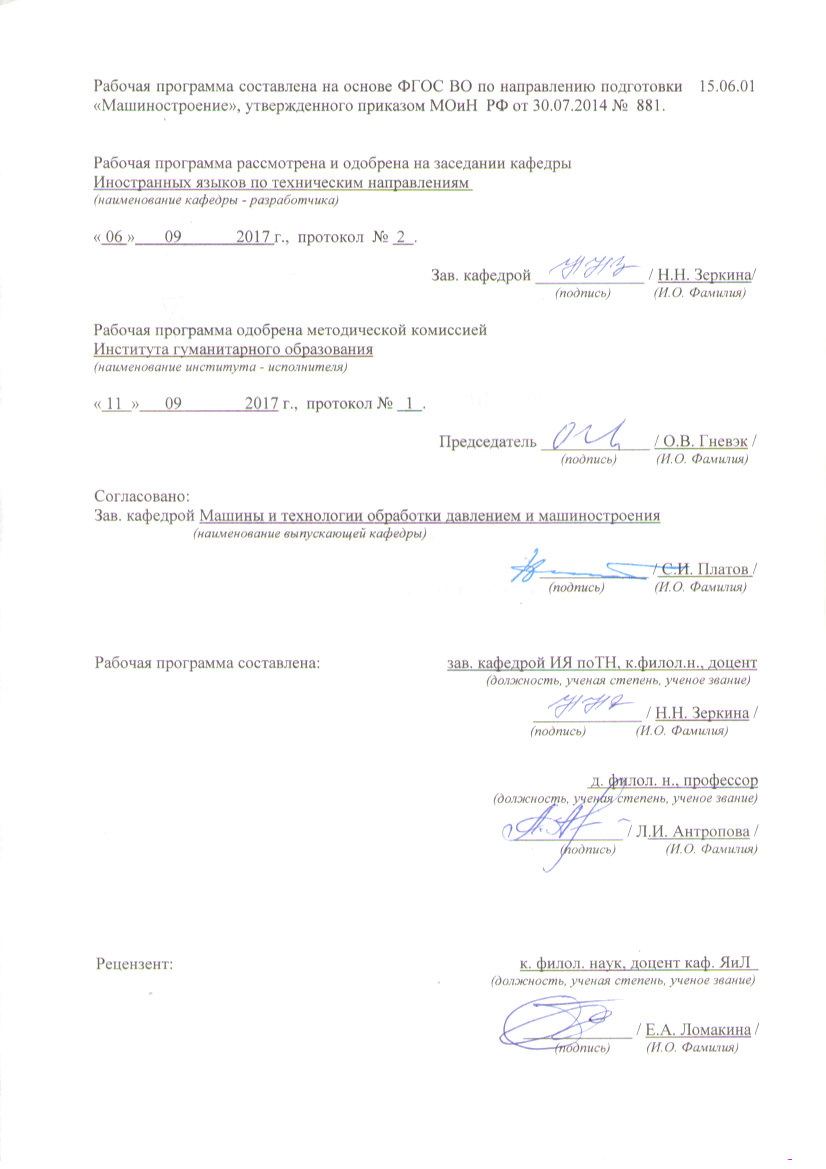 Рабочая программа составлена на основе ФГОС ВО по направлению подготовки 15.06.01
«Машиностроение», утвержденного приказом МОиН РФ от 30.07.2014 № 881.
Рабочая программа рассмотрена и одобрена на заседании кафедры
Иностранных языков по техническим направлениям
(наименование кафедры - разработчика)
« 06 » 09 2017 г., протокол № 2 .
Зав. кафедрой _____________ / Н.Н. Зеркина/
(подпись) (И.О. Фамилия)
Рабочая программа одобрена методической комиссией
Института гуманитарного образования
(наименование института - исполнителя)
« 11 » 09 2017 г., протокол № 1 .
Председатель _____________ / О.В. Гневэк /
(подпись) (И.О. Фамилия)
Согласовано:
Зав. кафедрой Машины и технологии обработки давлением и машиностроения
(наименование выпускающей кафедры)
_____________ / С.И. Платов /
(подпись) (И.О. Фамилия)
Рабочая программа составлена: зав. кафедрой ИЯ поТН, к.филол.н., доцент
(должность, ученая степень, ученое звание)
_____________ / Н.Н. Зеркина /
(подпись) (И.О. Фамилия)
д. филол. н., профессор
(должность, ученая степень, ученое звание)
_____________ / Л.И. Антропова /
(подпись) (И.О. Фамилия)
Рецензент: к. филол. наук, доцент каф. ЯиЛ
(должность, ученая степень, ученое звание)
_____________ / Е.А. Ломакина /
(подпись) (И.О. Фамилия)